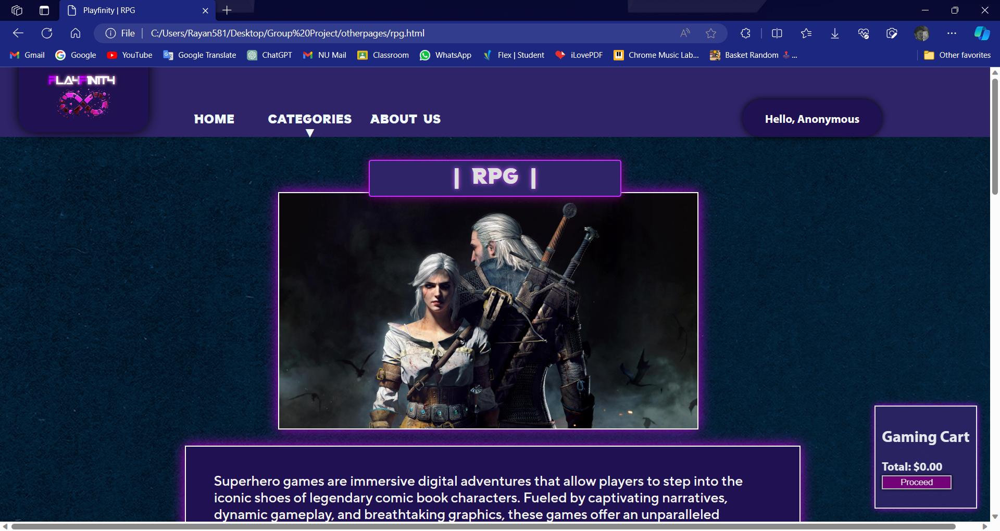 Playfinity | RPG
File
C:/Users/Rayan581/Desktop/Group%20Project/otherpages/rpg.html
Gmail Google YouTube Google Translate ChatGPT NU Mail Classroom WhatsApp Flex | Student iLovePDF Chrome Music Lab... Basket Random 🕹️ ... Other favorites
PLAYFINITY
HOME CATEGORIES ABOUT US
▼
Hello, Anonymous
| RPG |
Superhero games are immersive digital adventures that allow players to step into the
iconic shoes of legendary comic book characters. Fueled by captivating narratives,
dynamic gameplay, and breathtaking graphics, these games offer an unparalleled
Gaming Cart
Total: $0.00
Proceed